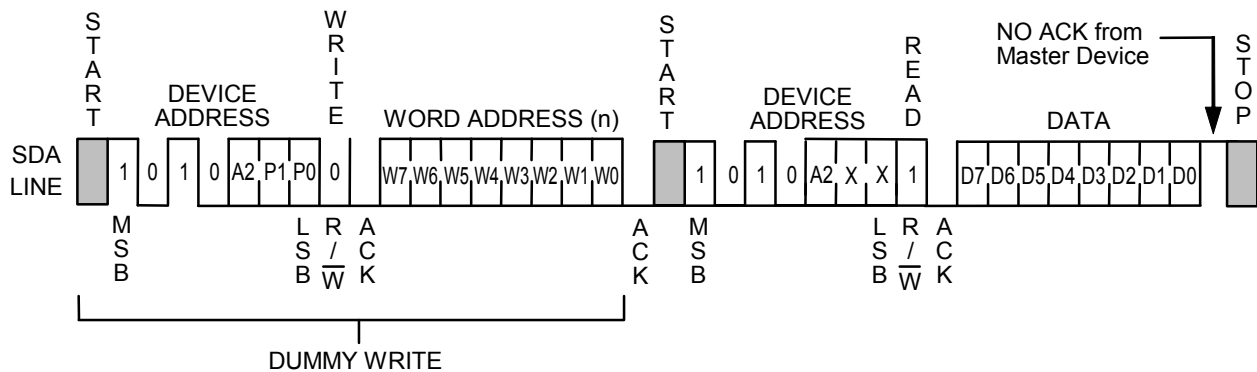 START
WRITE
START
READ
NO ACK from
Master Device
STOP
DEVICE
ADDRESS
WORD ADDRESS (n)
DEVICE
ADDRESS
DATA
SDA
LINE
1 0 1 0 A2 P1 P0 0 W7 W6 W5 W4 W3 W2 W1 W0 1 0 1 0 A2 X X 1 D7 D6 D5 D4 D3 D2 D1 D0
MSB
LSB
R/W
ACK
ACK
MSB
LSB
R/W
ACK
DUMMY WRITE